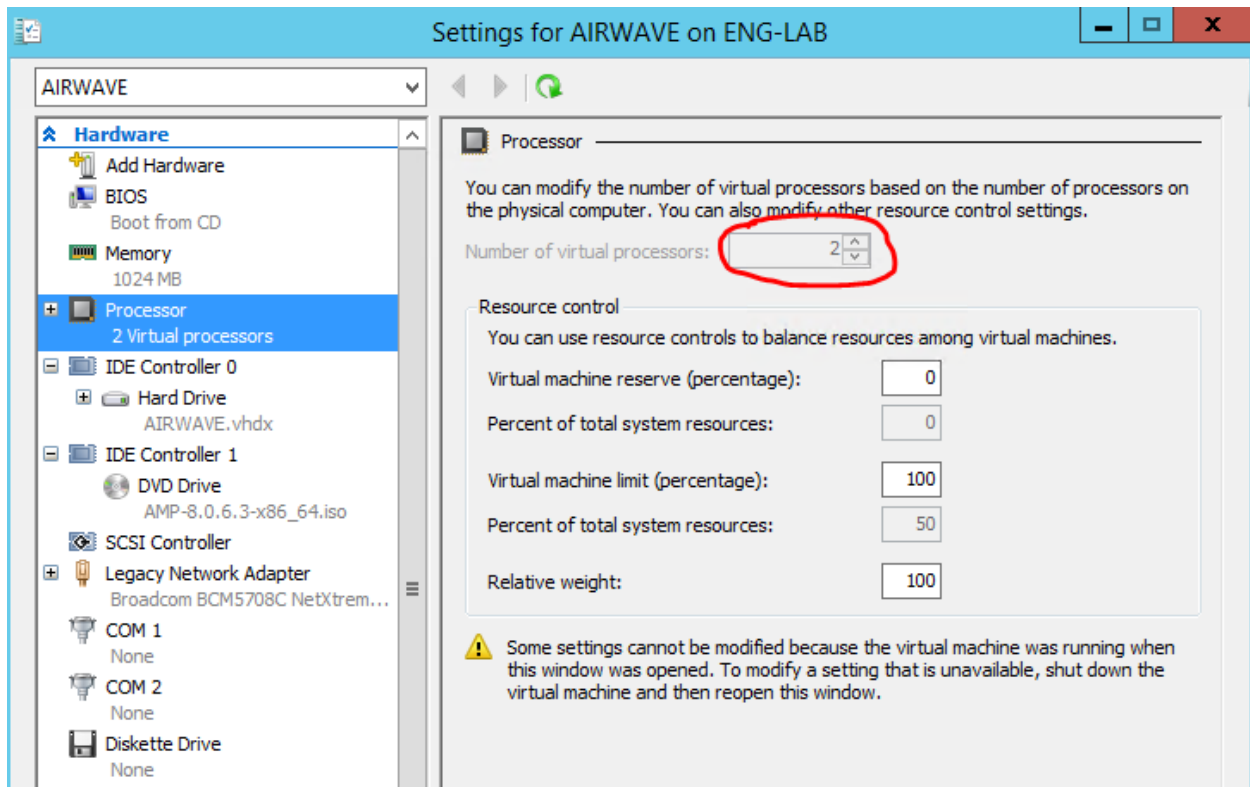 Settings for AIRWAVE on ENG-LAB
AIRWAVE
Hardware
Add Hardware
BIOS
Boot from CD
Memory
1024 MB
Processor
2 Virtual processors
IDE Controller 0
Hard Drive
AIRWAVE.vhdx
IDE Controller 1
DVD Drive
AMP-8.0.6.3-x86_64.iso
SCSI Controller
Legacy Network Adapter
Broadcom BCM5708C NetXtrem...
COM 1
None
COM 2
None
Diskette Drive
None
Processor
You can modify the number of virtual processors based on the number of processors on
the physical computer. You can also modify other resource control settings.
Number of virtual processors: 2
Resource control
You can use resource controls to balance resources among virtual machines.
Virtual machine reserve (percentage): 0
Percent of total system resources: 0
Virtual machine limit (percentage): 100
Percent of total system resources: 50
Relative weight: 100
Some settings cannot be modified because the virtual machine was running when
this window was opened. To modify a setting that is unavailable, shut down the
virtual machine and then reopen this window.